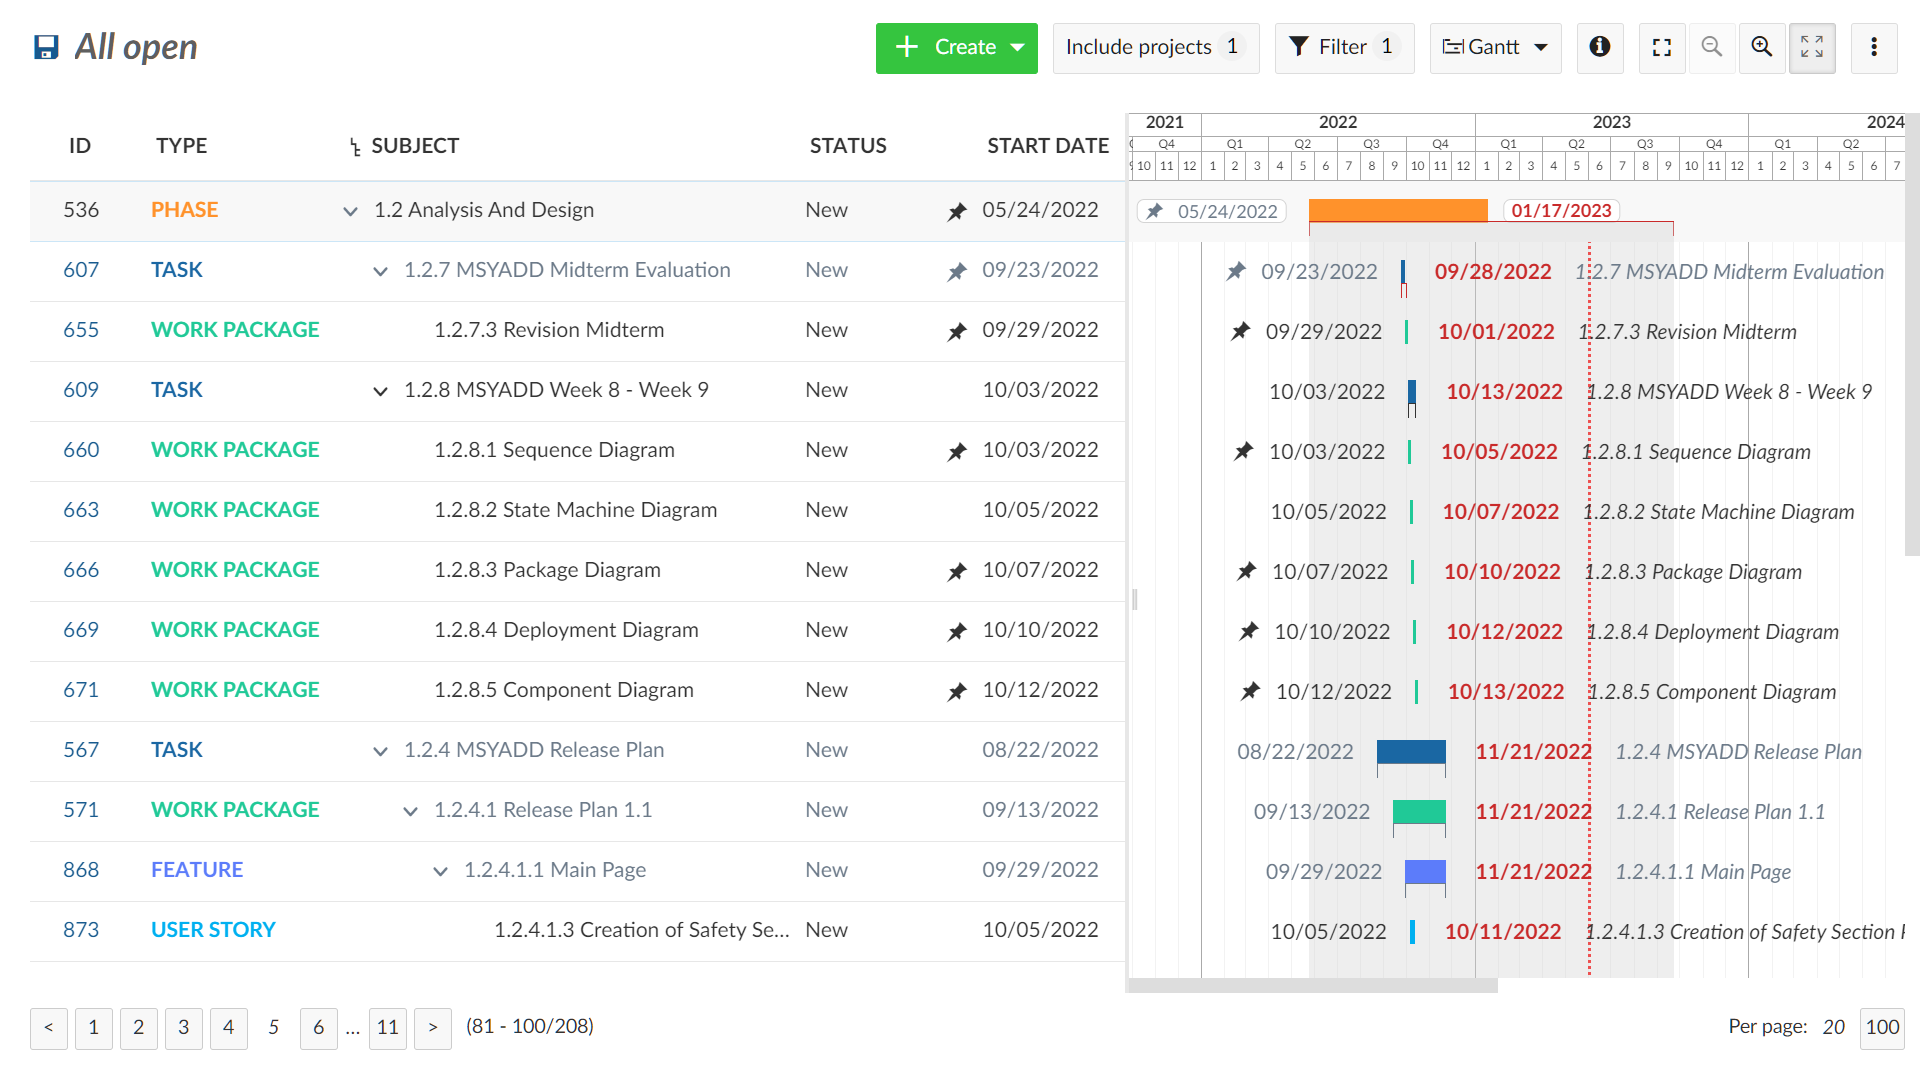 All open
Create
Include projects 1
Filter 1
Gantt
ID TYPE SUBJECT STATUS START DATE
2021 2022 2023 2024
Q4 Q1 Q2 Q3 Q4 Q1 Q2 Q3 Q4 Q1 Q2
10 11 12 1 2 3 4 5 6 7 8 9 10 11 12 1 2 3 4 5 6 7 8 9 10 11 12 1 2 3 4 5 6 7
536 PHASE 1.2 Analysis And Design New 05/24/2022 05/24/2022 01/17/2023
607 TASK 1.2.7 MSYADD Midterm Evaluation New 09/23/2022 09/23/2022 09/28/2022 1.2.7 MSYADD Midterm Evaluation
655 WORK PACKAGE 1.2.7.3 Revision Midterm New 09/29/2022 09/29/2022 10/01/2022 1.2.7.3 Revision Midterm
609 TASK 1.2.8 MSYADD Week 8 - Week 9 New 10/03/2022 10/03/2022 10/13/2022 1.2.8 MSYADD Week 8 - Week 9
660 WORK PACKAGE 1.2.8.1 Sequence Diagram New 10/03/2022 10/03/2022 10/05/2022 1.2.8.1 Sequence Diagram
663 WORK PACKAGE 1.2.8.2 State Machine Diagram New 10/05/2022 10/05/2022 10/07/2022 1.2.8.2 State Machine Diagram
666 WORK PACKAGE 1.2.8.3 Package Diagram New 10/07/2022 10/07/2022 10/10/2022 1.2.8.3 Package Diagram
669 WORK PACKAGE 1.2.8.4 Deployment Diagram New 10/10/2022 10/10/2022 10/12/2022 1.2.8.4 Deployment Diagram
671 WORK PACKAGE 1.2.8.5 Component Diagram New 10/12/2022 10/12/2022 10/13/2022 1.2.8.5 Component Diagram
567 TASK 1.2.4 MSYADD Release Plan New 08/22/2022 08/22/2022 11/21/2022 1.2.4 MSYADD Release Plan
571 WORK PACKAGE 1.2.4.1 Release Plan 1.1 New 09/13/2022 09/13/2022 11/21/2022 1.2.4.1 Release Plan 1.1
868 FEATURE 1.2.4.1.1 Main Page New 09/29/2022 09/29/2022 11/21/2022 1.2.4.1.1 Main Page
873 USER STORY 1.2.4.1.3 Creation of Safety Se... New 10/05/2022 10/05/2022 10/11/2022 1.2.4.1.3 Creation of Safety Section
< 1 2 3 4 5 6 ... 11 > (81 - 100/208) Per page: 20 100